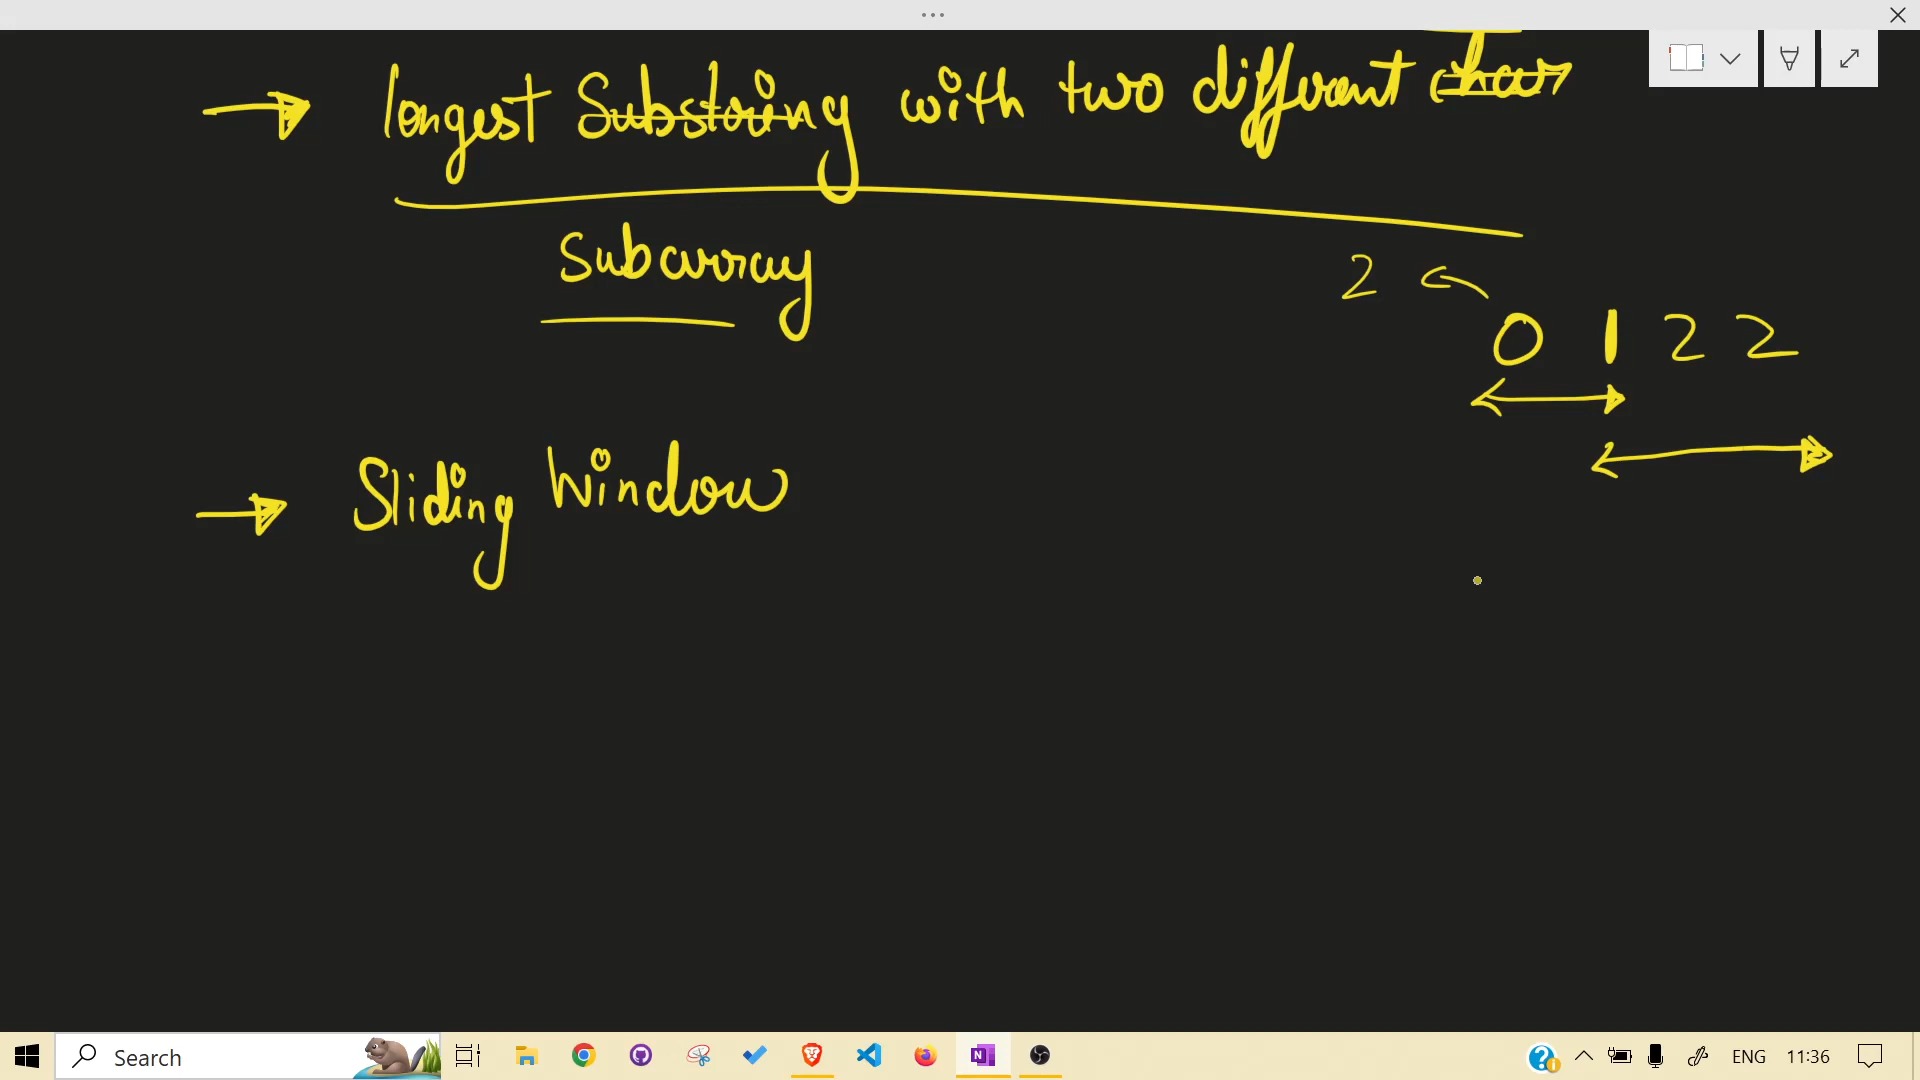 → longest Substring with two different char
Subarray
2
0 1 2 2
→ Sliding Window
Search
ENG 11:36